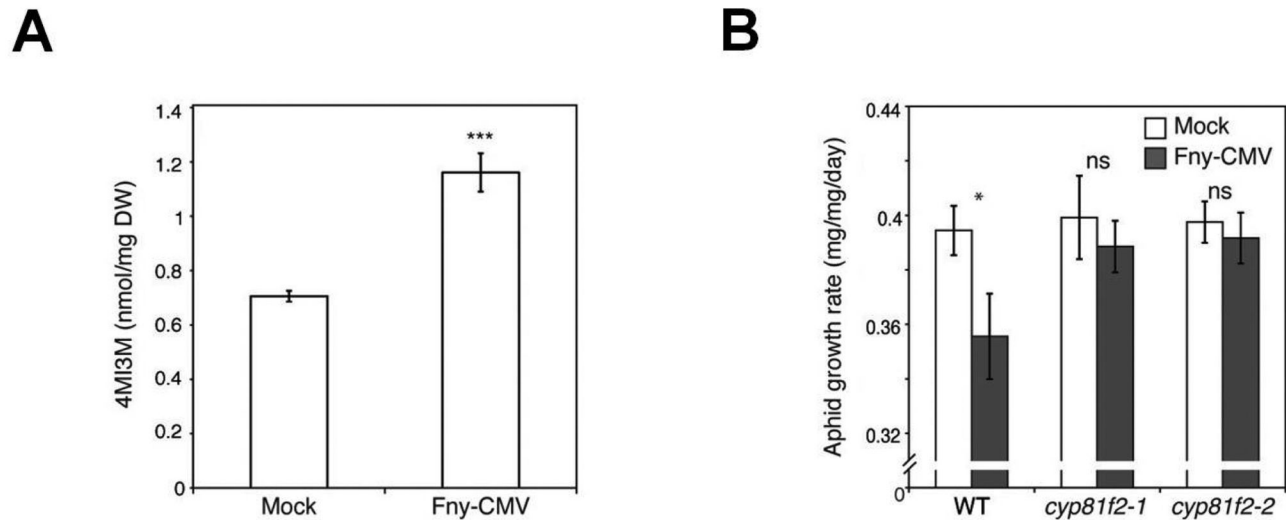 A
4MI3M (nmol/mg DW)
1.4
1.2
1
0.8
0.6
0.4
0.2
0
***
Mock
Fny-CMV
B
Aphid growth rate (mg/mg/day)
0.44
0.4
0.36
0.32
0
Mock
Fny-CMV
*
ns
ns
WT
cyp81f2-1
cyp81f2-2